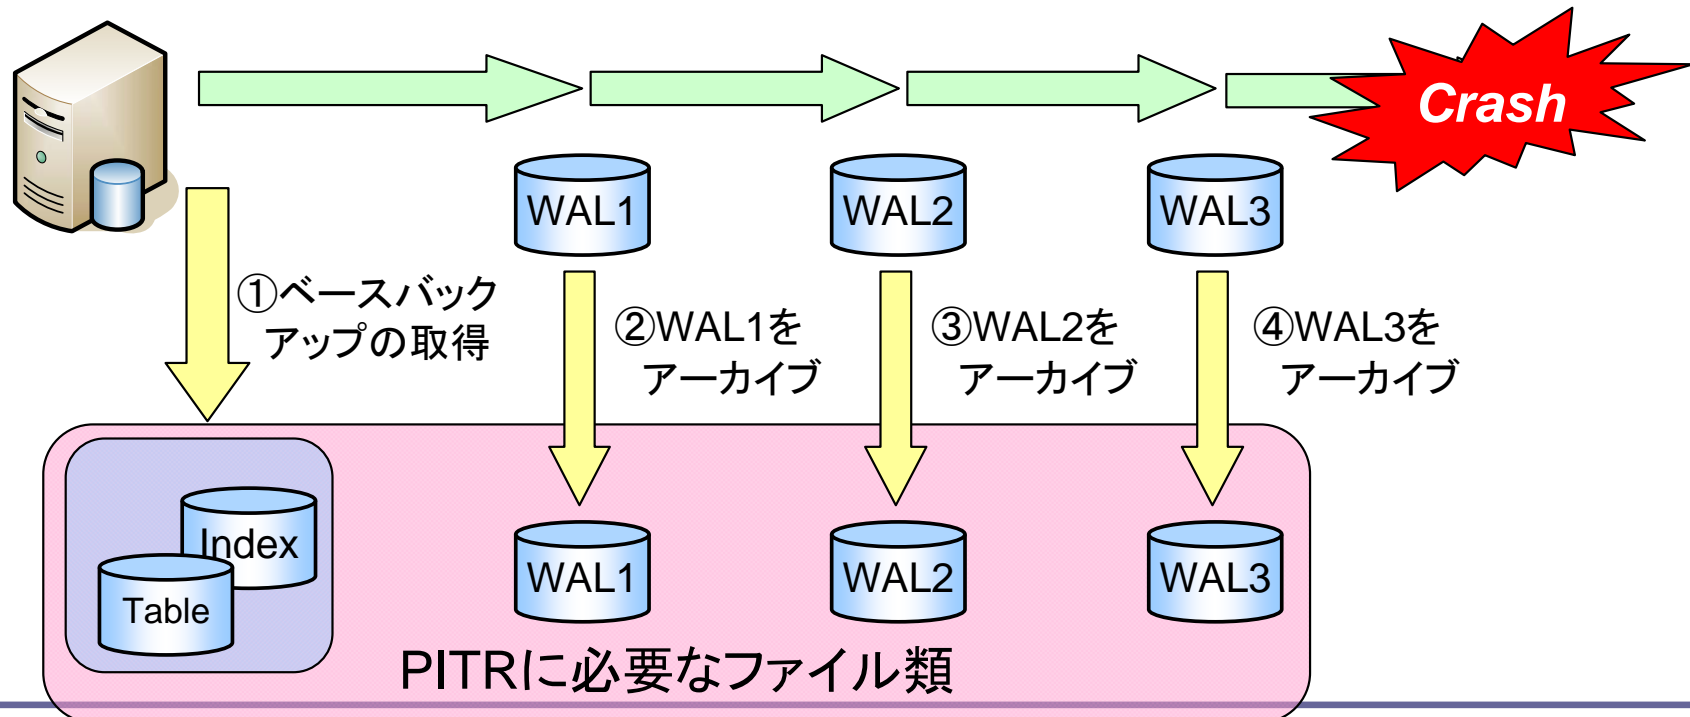 Crash
WAL1
WAL2
WAL3
①ベースバック
アップの取得
②WAL1を
アーカイブ
③WAL2を
アーカイブ
④WAL3を
アーカイブ
Index
Table
WAL1
WAL2
WAL3
PITRに必要なファイル類